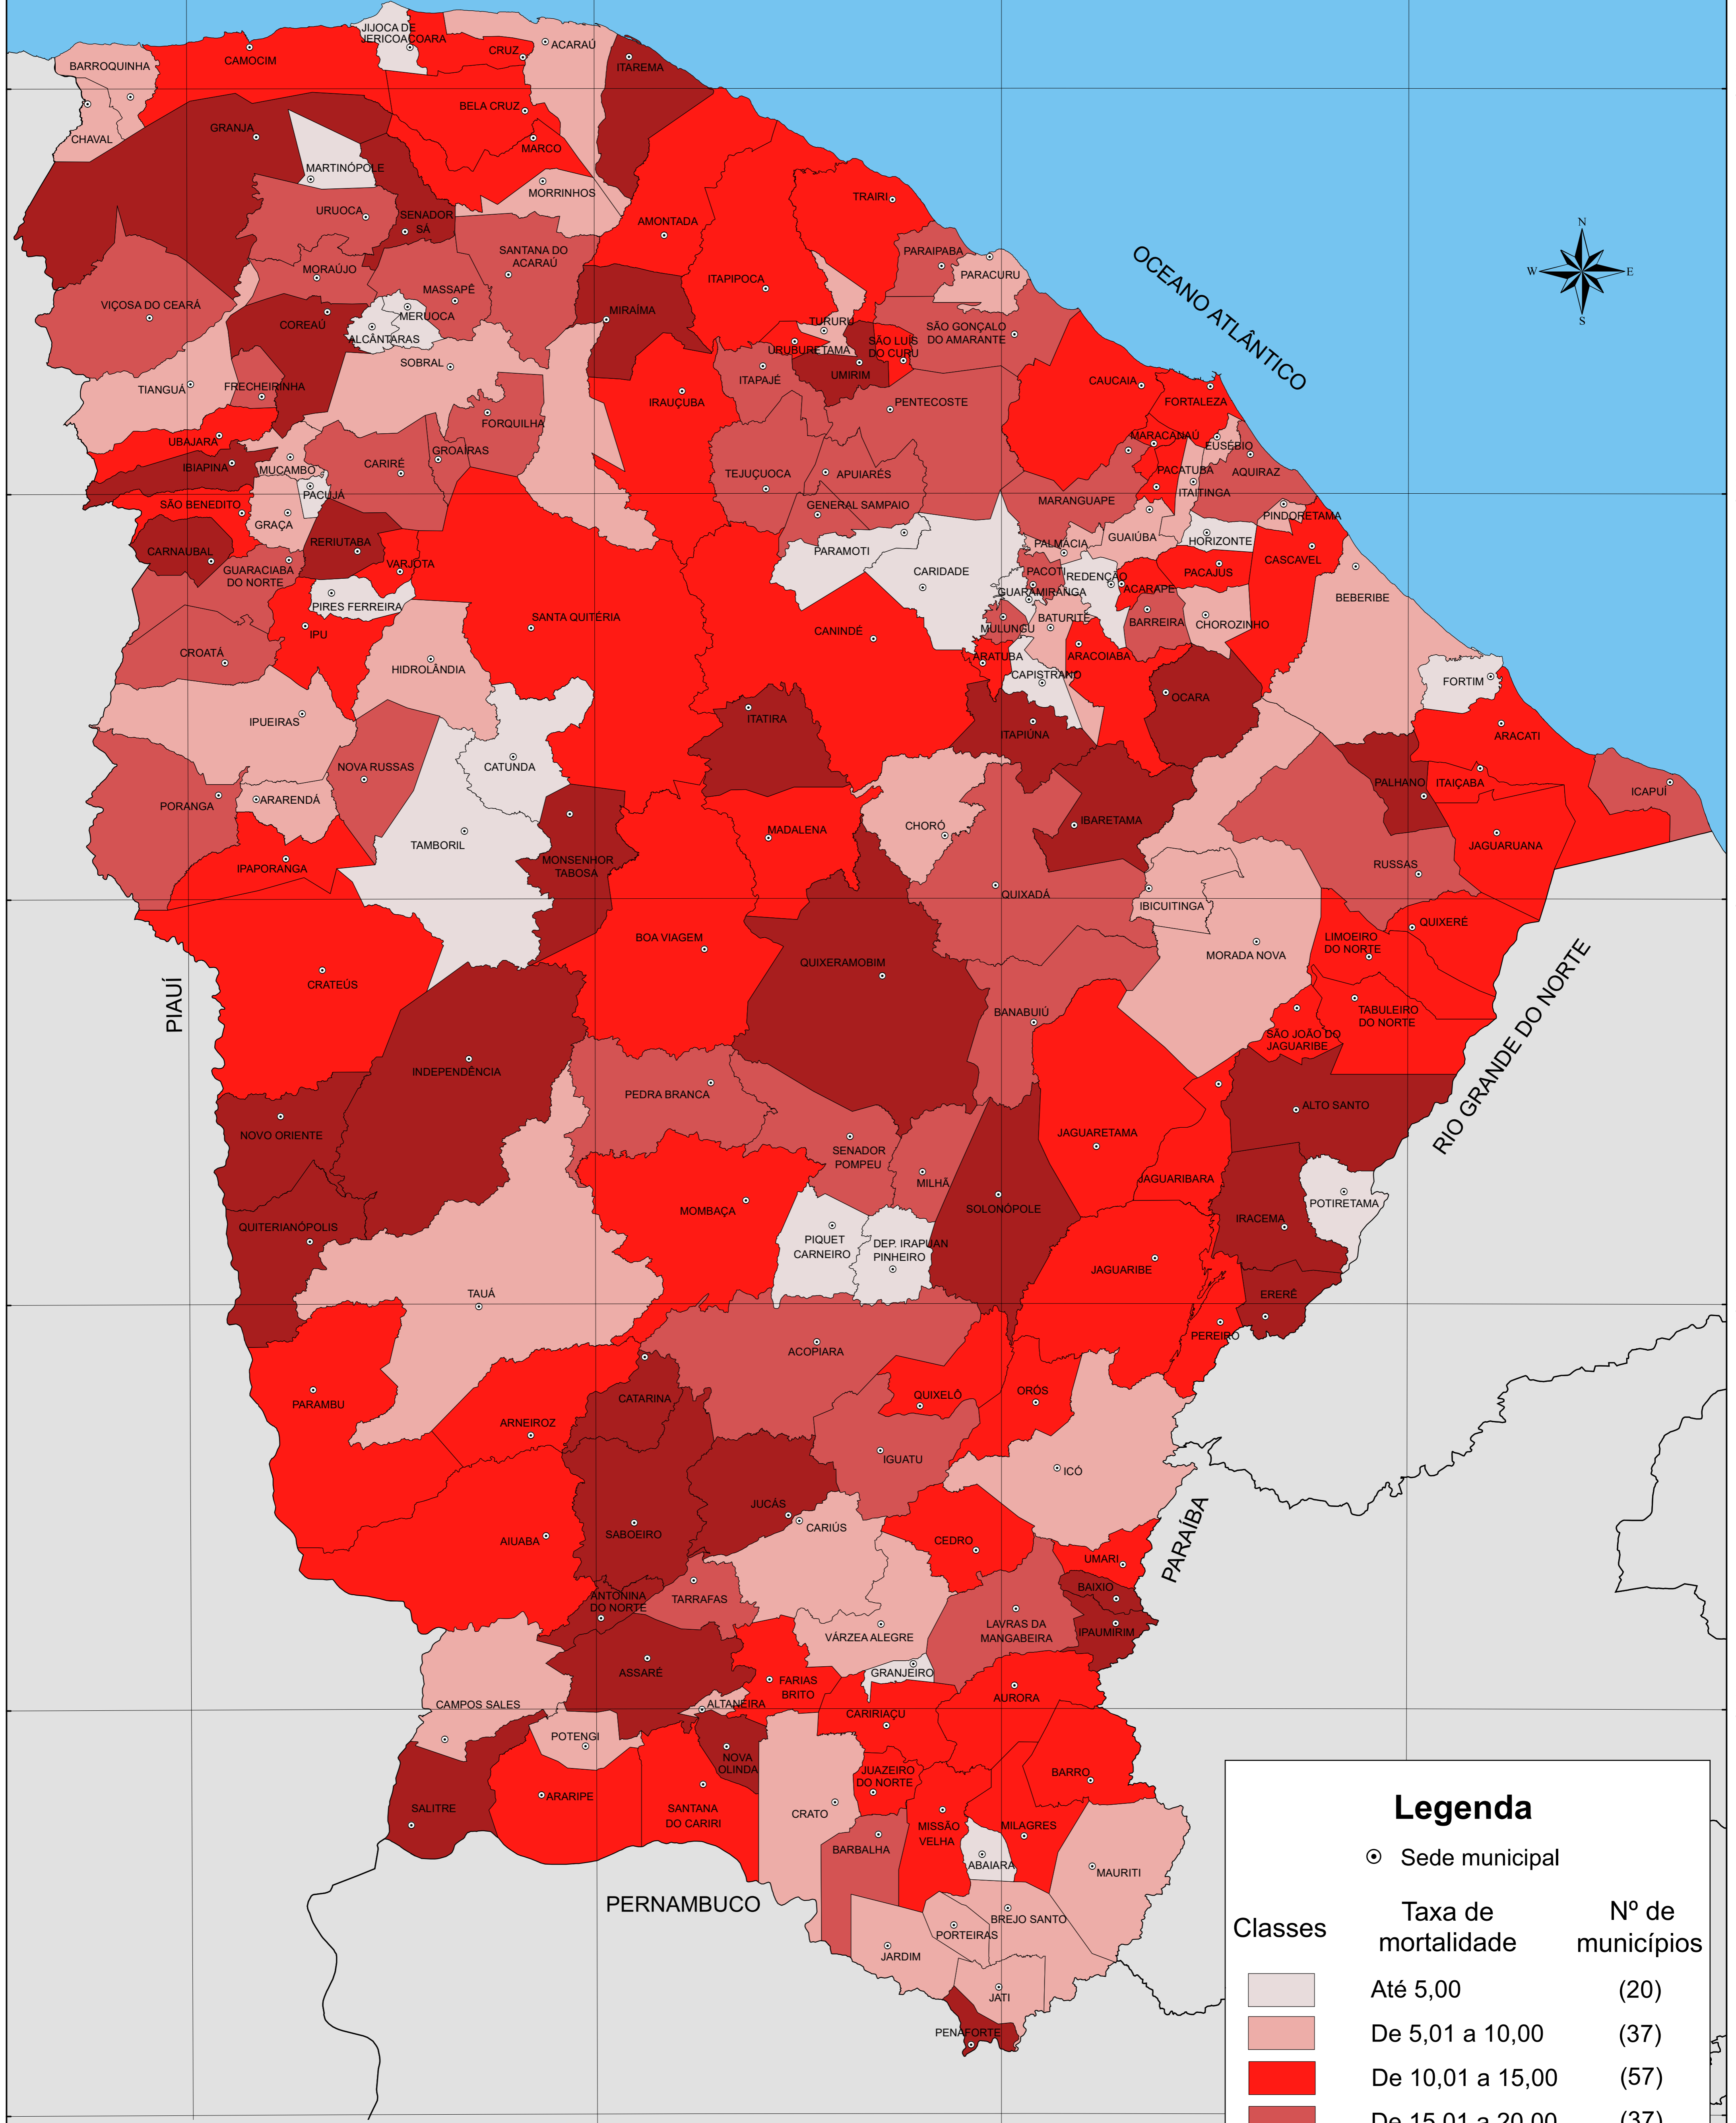 JIJOCA DE
JERICOACOARA
CRUZ
ACARAÚ
BARROQUINHA
CAMOCIM
ITAREMA
BELA CRUZ
CHAVAL
GRANJA
MARCO
MARTINÓPOLE
MORRINHOS
TRAIRI
URUOCA
SENADOR
SÁ
AMONTADA
SANTANA DO
ACARAÚ
PARAIPABA
PARACURU
MORAÚJO
ITAPIPOCA
VIÇOSA DO CEARÁ
MASSAPÊ
MIRAÍMA
MERUOCA
COREAÚ
TURURU
SÃO GONÇALO
DO AMARANTE
ALCÂNTARAS
URUBURETAMA
SÃO LUÍS
DO CURU
SOBRAL
UMIRIM
ITAPAJÉ
TIANGUÁ
FRECHEIRINHA
CAUCAIA
IRAUÇUBA
PENTECOSTE
FORTALEZA
FORQUILHA
UBAJARA
MARACANAÚ
EUSÉBIO
GROAÍRAS
CARIRÉ
IBIAPINA
MUCAMBO
TEJUÇUOCA
APUIARÉS
PACATUBA
AQUIRAZ
ITAITINGA
PACUJÁ
MARANGUAPE
SÃO BENEDITO
GENERAL SAMPAIO
PINDORETAMA
GRAÇA
GUAIÚBA
HORIZONTE
RERIUTABA
PALMÁCIA
CARNAUBAL
PARAMOTI
CASCAVEL
VARJOTA
GUARACIABA
DO NORTE
CARIDADE
PACOTI
REDENÇÃO
PACAJUS
ACARAPE
GUARAMIRANGA
BEBERIBE
PIRES FERREIRA
BATURITÉ
SANTA QUITÉRIA
MULUNGU
BARREIRA
CHOROZINHO
IPU
CANINDÉ
CROATÁ
ARATUBA
ARACOIABA
HIDROLÂNDIA
CAPISTRANO
FORTIM
OCARA
IPUEIRAS
ITATIRA
ITAPIÚNA
ARACATI
NOVA RUSSAS
CATUNDA
PALHANO
ITAIÇABA
ICAPUÍ
PORANGA
ARARENDÁ
CHORÓ
IBARETAMA
MADALENA
TAMBORIL
JAGUARUANA
MONSENHOR
TABOSA
RUSSAS
IPAPORANGA
QUIXADÁ
IBICUITINGA
QUIXERÉ
BOA VIAGEM
LIMOEIRO
DO NORTE
MORADA NOVA
QUIXERAMOBIM
CRATEÚS
BANABUIÚ
TABULEIRO
DO NORTE
SÃO JOÃO DO
JAGUARIBE
INDEPENDÊNCIA
PEDRA BRANCA
ALTO SANTO
NOVO ORIENTE
JAGUARETAMA
SENADOR
POMPEU
MILHÃ
JAGUARIBARA
POTIRETAMA
SOLONÓPOLE
MOMBAÇA
IRACEMA
QUITERIANÓPOLIS
PIQUET
CARNEIRO
DEP. IRAPUAN
PINHEIRO
JAGUARIBE
TAUÁ
ERERÊ
PEREIRO
ACOPIARA
QUIXELÔ
ORÓS
CATARINA
PARAMBU
ARNEIROZ
IGUATU
ICÓ
JUCÁS
CARIÚS
SABOEIRO
AIUABA
CEDRO
UMARI
BAIXIO
ANTONINA
DO NORTE
TARRAFAS
LAVRAS DA
MANGABEIRA
IPAUMIRIM
VÁRZEA ALEGRE
ASSARÉ
GRANJEIRO
FARIAS
BRITO
AURORA
CAMPOS SALES
ALTANEIRA
CARIRIAÇU
POTENGI
NOVA
OLINDA
JUAZEIRO
DO NORTE
BARRO
ARARIPE
SALITRE
SANTANA
DO CARIRI
CRATO
MISSÃO
VELHA
MILAGRES
BARBALHA
ABAIARA
MAURITI
BREJO SANTO
PORTEIRAS
JARDIM
JATI
PENAFORTE
OCEANO ATLÂNTICO
N
W
E
S
PIAUÍ
RIO GRANDE DO NORTE
PARAÍBA
PERNAMBUCO
Legenda
Sede municipal
Classes
Taxa de
mortalidade
Nº de
municípios
Até 5,00 (20)
De 5,01 a 10,00 (37)
De 10,01 a 15,00 (57)
De 15,01 a 20,00 (37)